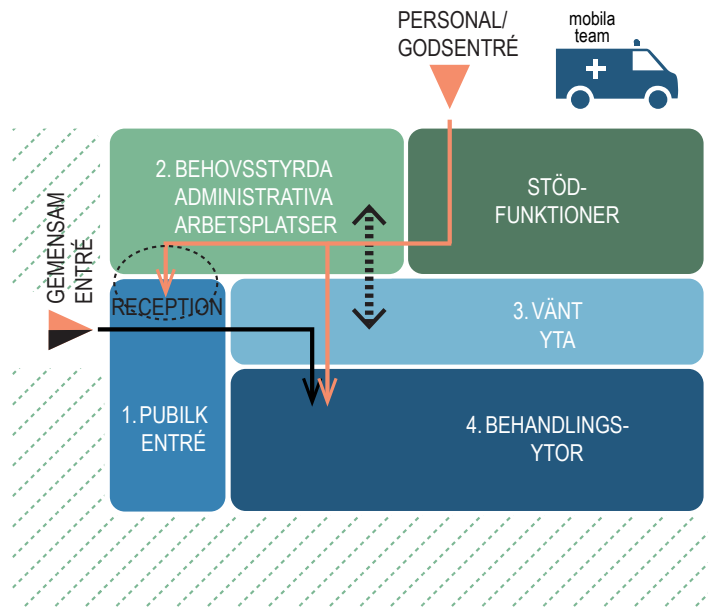 PERSONAL/
GODSENTRÉ
mobila
team
2. BEHOVSSTYRDA
ADMINISTRATIVA
ARBETSPLATSER
STÖD-
FUNKTIONER
GEMENSAM
ENTRÉ
RECEPTION
3. VÄNT
YTA
1. PUBILK
ENTRÉ
4. BEHANDLINGS-
YTOR